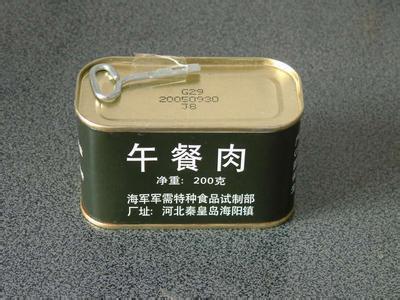 G29
20050930
J8
午餐肉
净重: 200克
海军军需特种食品试制部
厂址: 河北秦皇岛海阳镇